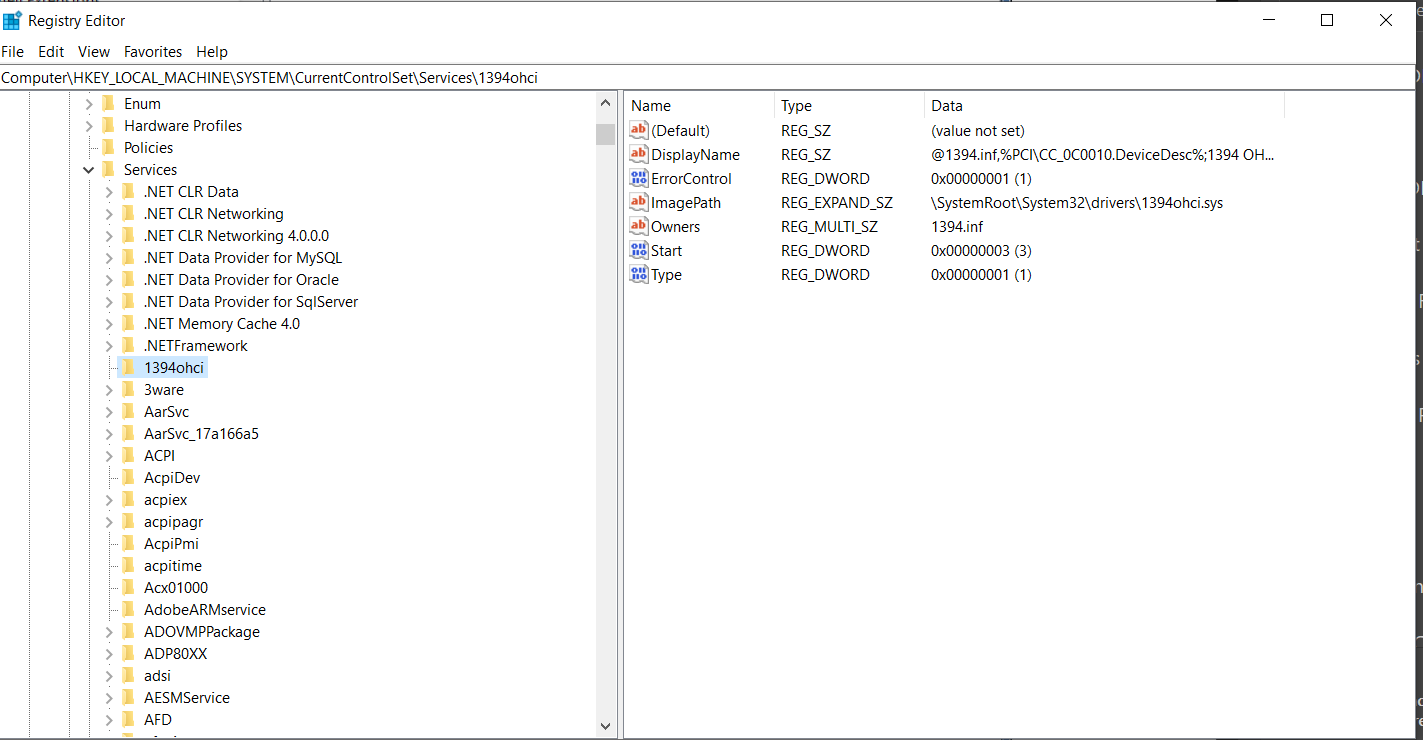 Registry Editor
File Edit View Favorites Help
Computer\HKEY_LOCAL_MACHINE\SYSTEM\CurrentControlSet\Services\1394ohci
Enum
Hardware Profiles
Policies
Services
.NET CLR Data
.NET CLR Networking
.NET CLR Networking 4.0.0.0
.NET Data Provider for MySQL
.NET Data Provider for Oracle
.NET Data Provider for SqlServer
.NET Memory Cache 4.0
.NETFramework
1394ohci
3ware
AarSvc
AarSvc_17a166a5
ACPI
AcpiDev
acpiex
acpipagr
AcpiPmi
acpitime
Acx01000
AdobeARMservice
ADOVMPPackage
ADP80XX
adsi
AESMService
AFD
Name Type Data
(Default) REG_SZ (value not set)
DisplayName REG_SZ @1394.inf,%PCI\CC_0C0010.DeviceDesc%;1394 OH...
ErrorControl REG_DWORD 0x00000001 (1)
ImagePath REG_EXPAND_SZ \SystemRoot\System32\drivers\1394ohci.sys
Owners REG_MULTI_SZ 1394.inf
Start REG_DWORD 0x00000003 (3)
Type REG_DWORD 0x00000001 (1)